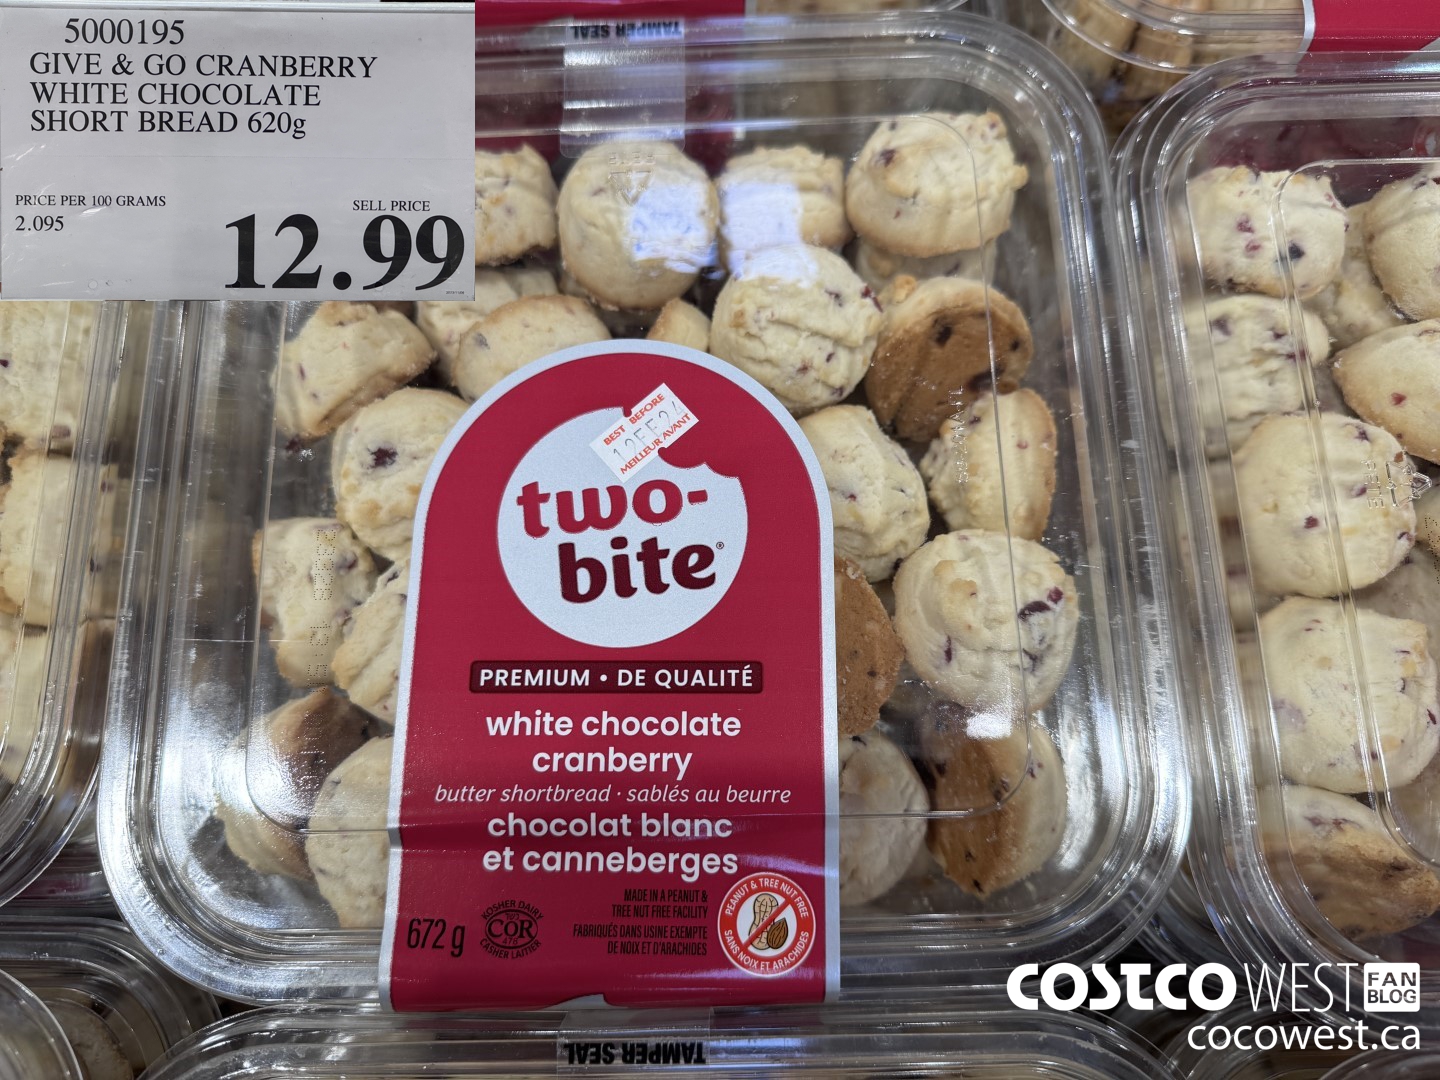 5000195
GIVE & GO CRANBERRY
WHITE CHOCOLATE
SHORT BREAD 620g
PRICE PER 100 GRAMS
2.095
SELL PRICE
12.99
TAMPER SEAL
BEST BEFORE
12FE24
MEILLEUR AVANT
two-
bite®
PREMIUM • DE QUALITÉ
white chocolate
cranberry
butter shortbread · sablés au beurre
chocolat blanc
et canneberges
672 g
KOSHER DAIRY
COR
CASHER LAITIER
MADE IN A PEANUT &
TREE NUT FREE FACILITY
FABRIQUÉS DANS USINE EXEMPTE
DE NOIX ET D'ARACHIDES
PEANUT & TREE NUT FREE
SANS NOIX ET ARACHIDES
TAMPER SEAL
COSTCO WEST FAN BLOG
cocowest.ca